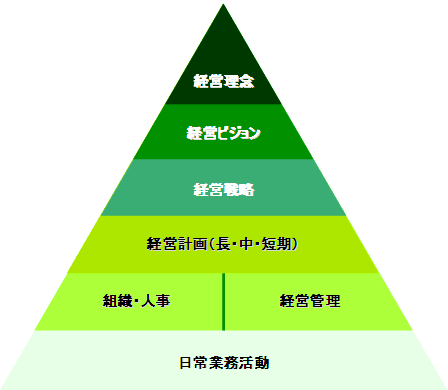 経営理念
経営ビジョン
経営戦略
経営計画（長・中・短期）
組織・人事
経営管理
日常業務活動